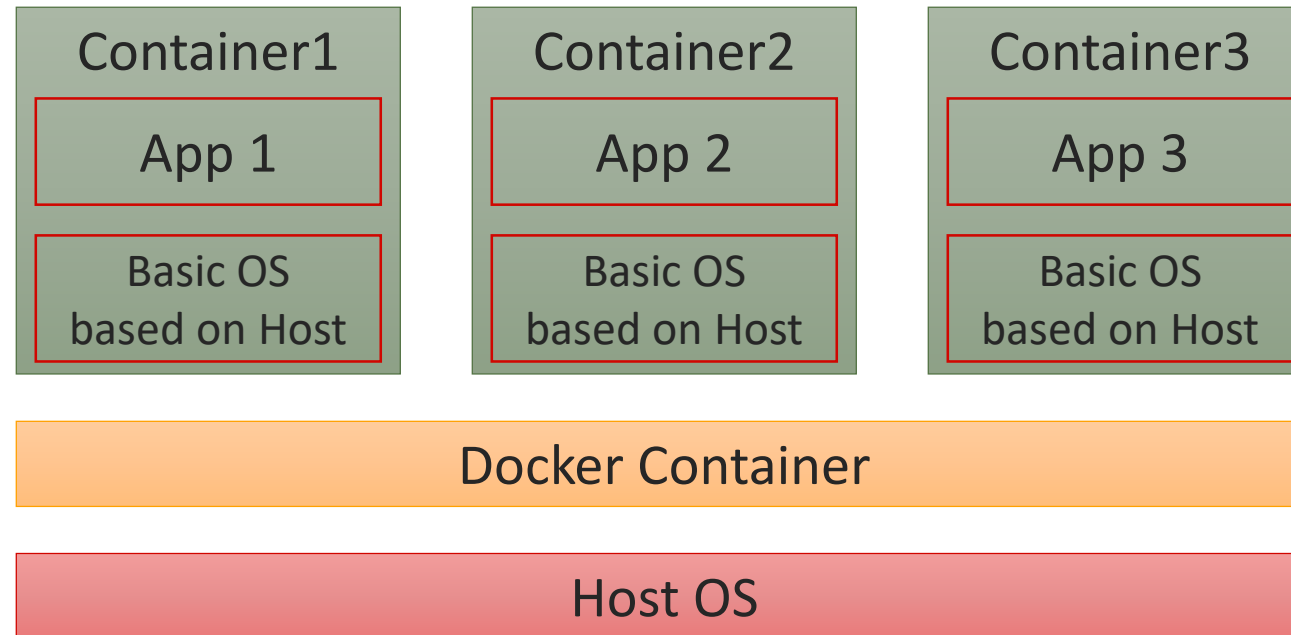 Container1
App 1
Basic OS
based on Host
Container2
App 2
Basic OS
based on Host
Container3
App 3
Basic OS
based on Host
Docker Container
Host OS